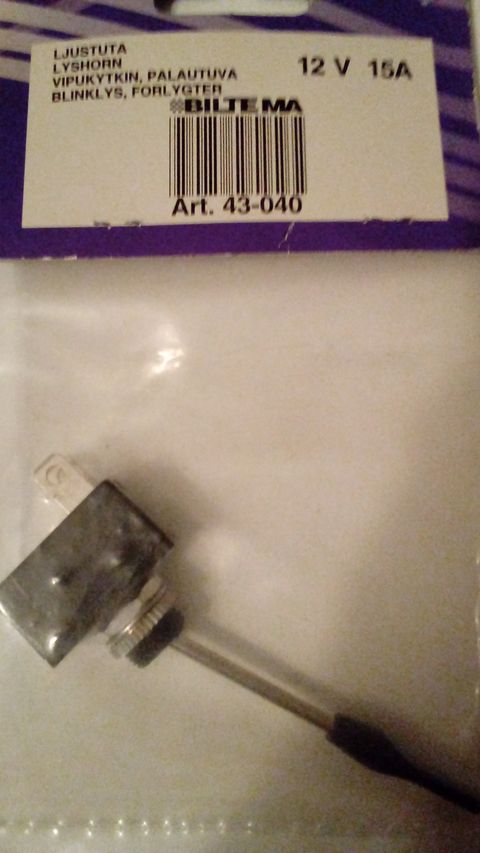 LJUSTUTA
LYSHORN
VIPUKYTKIN, PALAUTUVA
BLINKLYS, FORLYGTER
12 V 15A
BILTEMA
Art. 43-040